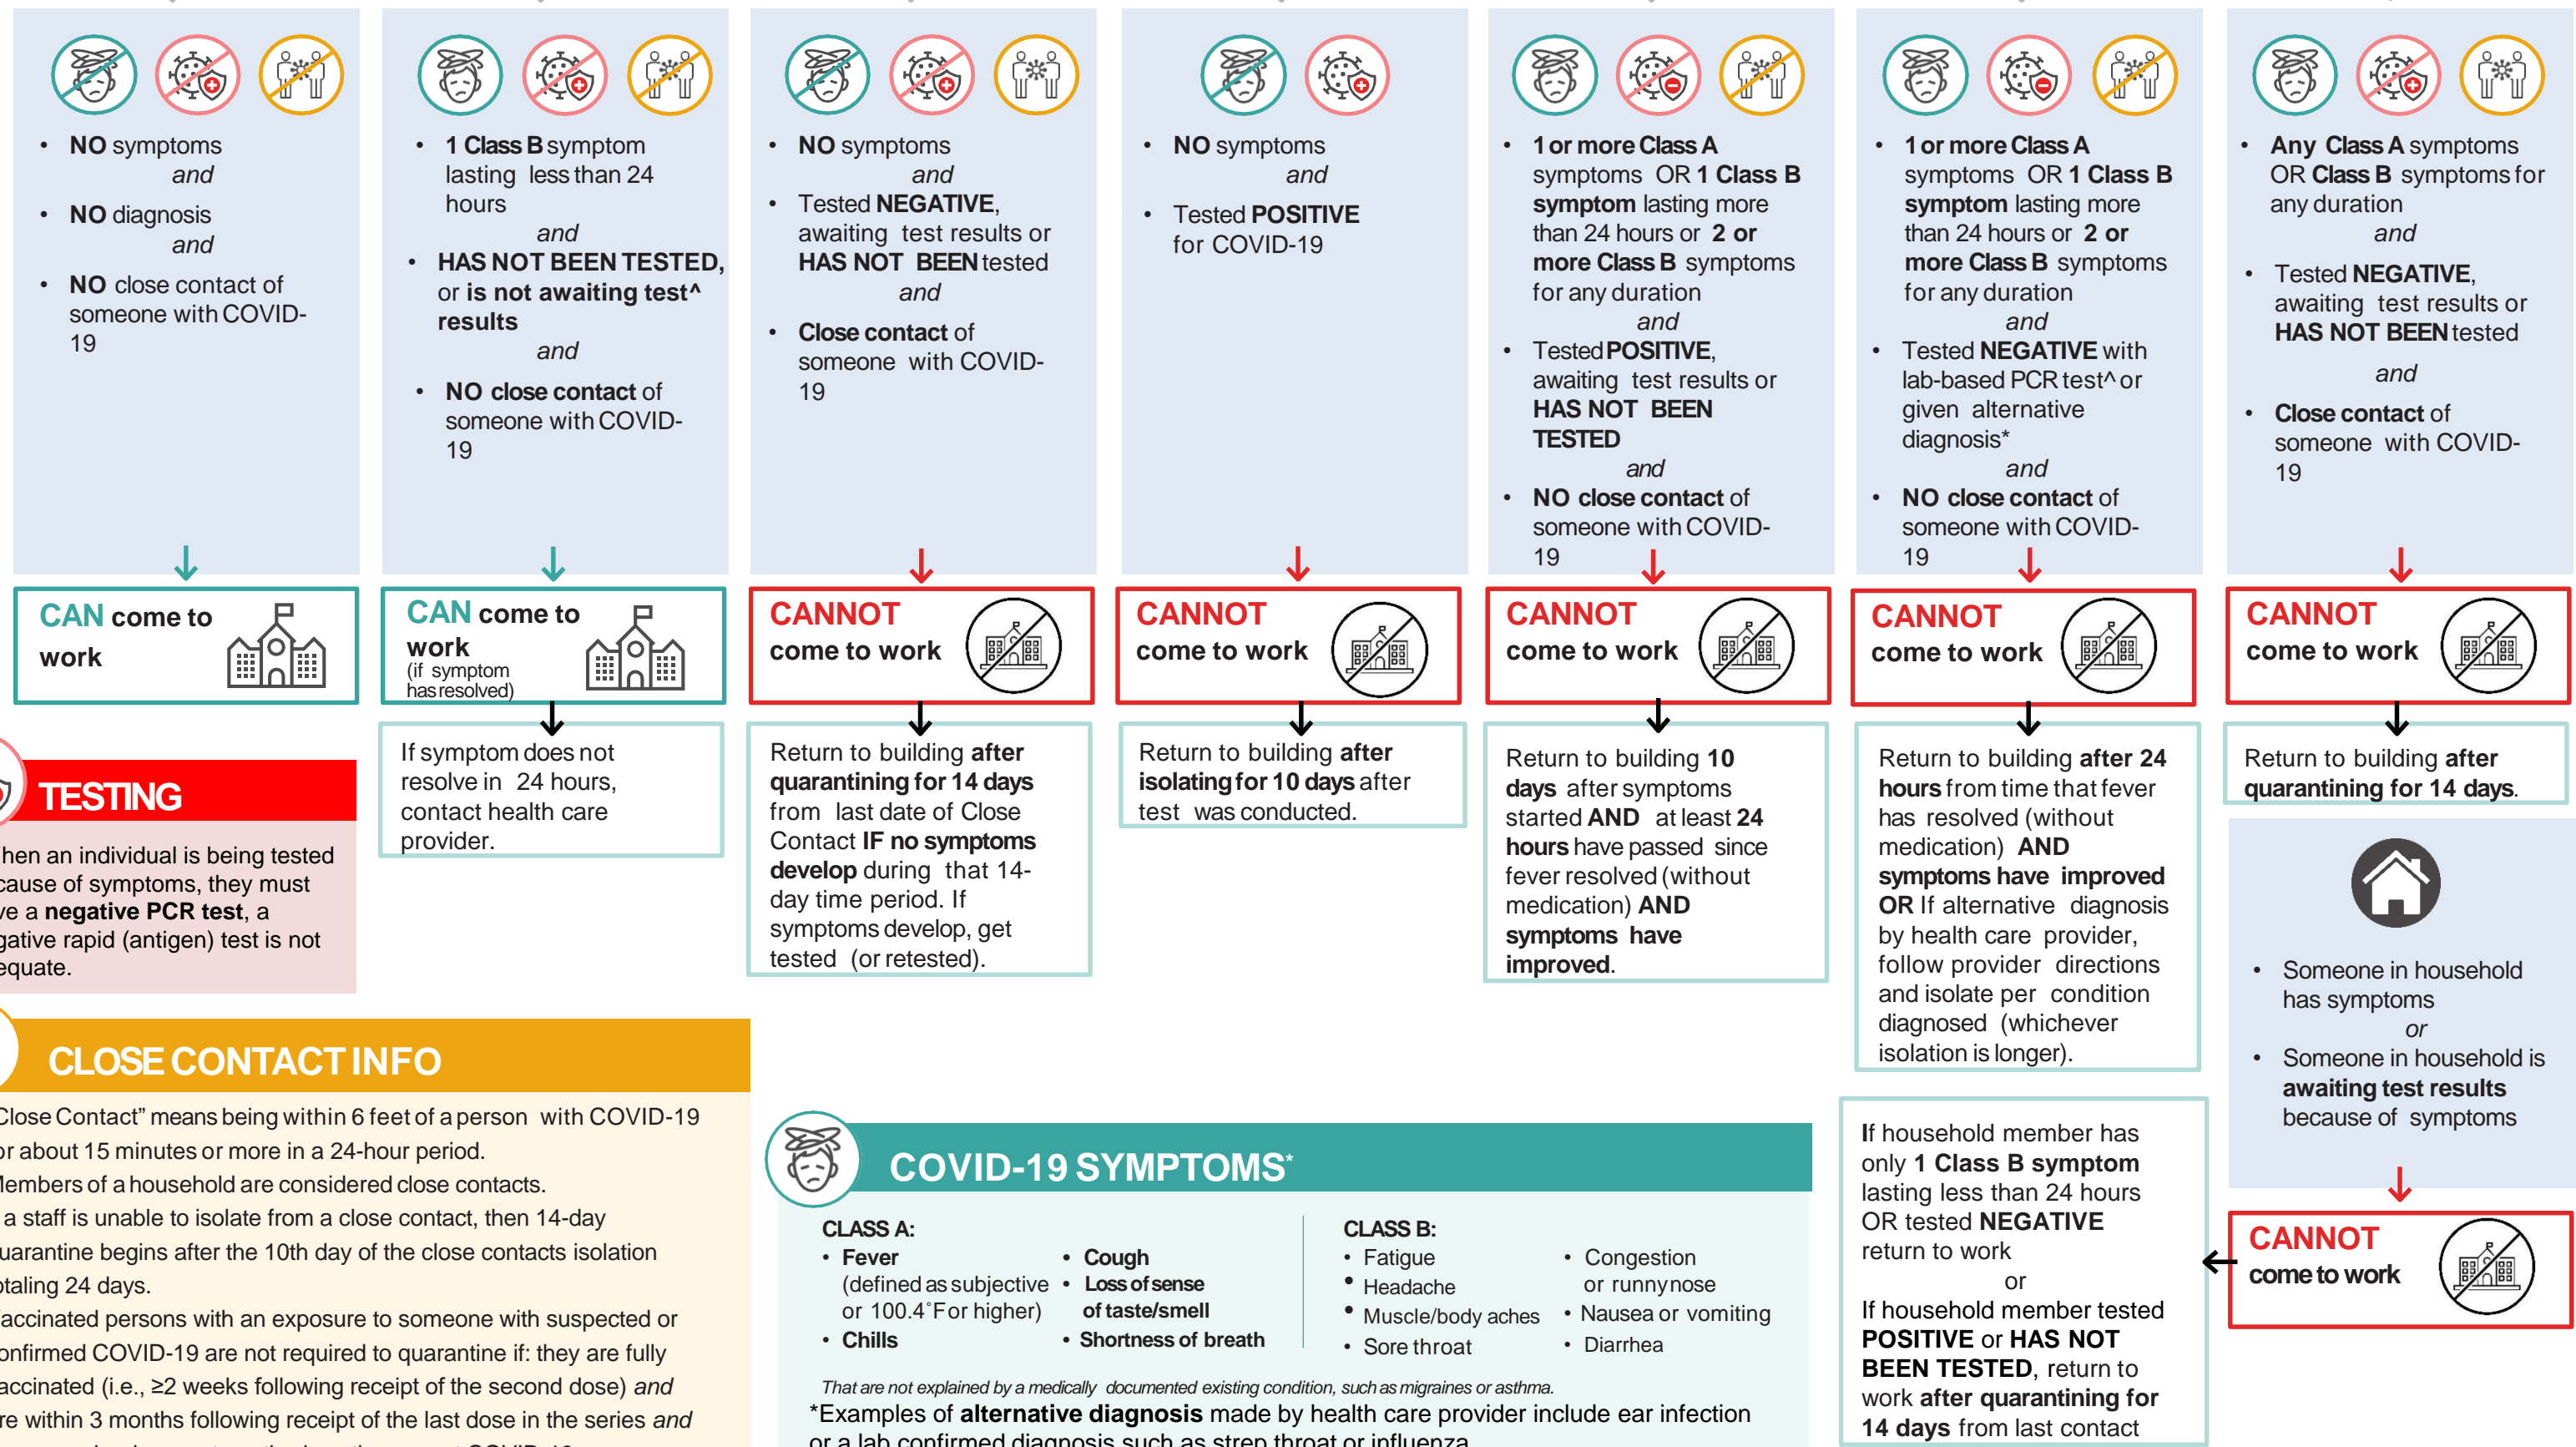 • NO symptoms
and
• NO diagnosis
and
• NO close contact of
someone with COVID-
19
CAN come to
work
• 1 Class B symptom
lasting less than 24
hours
and
• HAS NOT BEEN TESTED,
or is not awaiting test^
results
and
• NO close contact of
someone with COVID-
19
CAN come to
work
(if symptom
has resolved)
If symptom does not
resolve in 24 hours,
contact health care
provider.
• NO symptoms
and
• Tested NEGATIVE,
awaiting test results or
HAS NOT BEEN tested
and
• Close contact of
someone with COVID-
19
CANNOT
come to work
Return to building after
quarantining for 14 days
from last date of Close
Contact IF no symptoms
develop during that 14-
day time period. If
symptoms develop, get
tested (or retested).
• NO symptoms
and
• Tested POSITIVE
for COVID-19
CANNOT
come to work
Return to building after
isolating for 10 days after
test was conducted.
• 1 or more Class A
symptoms OR 1 Class B
symptom lasting more
than 24 hours or 2 or
more Class B symptoms
for any duration
and
• Tested POSITIVE,
awaiting test results or
HAS NOT BEEN
TESTED
and
• NO close contact of
someone with COVID-
19
CANNOT
come to work
Return to building 10
days after symptoms
started AND at least 24
hours have passed since
fever resolved (without
medication) AND
symptoms have
improved.
• 1 or more Class A
symptoms OR 1 Class B
symptom lasting more
than 24 hours or 2 or
more Class B symptoms
for any duration
and
• Tested NEGATIVE with
lab-based PCR test^ or
given alternative
diagnosis*
and
• NO close contact of
someone with COVID-
19
CANNOT
come to work
Return to building after 24
hours from time that fever
has resolved (without
medication) AND
symptoms have improved
OR If alternative diagnosis
by health care provider,
follow provider directions
and isolate per condition
diagnosed (whichever
isolation is longer).
• Any Class A symptoms
OR Class B symptoms for
any duration
and
• Tested NEGATIVE,
awaiting test results or
HAS NOT BEEN tested
and
• Close contact of
someone with COVID-
19
CANNOT
come to work
Return to building after
quarantining for 14 days.
• Someone in household
has symptoms
or
• Someone in household is
awaiting test results
because of symptoms
CANNOT
come to work
If household member has
only 1 Class B symptom
lasting less than 24 hours
OR tested NEGATIVE
return to work
or
If household member tested
POSITIVE or HAS NOT
BEEN TESTED, return to
work after quarantining for
14 days from last contact
TESTING
hen an individual is being tested
cause of symptoms, they must
ve a negative PCR test, a
gative rapid (antigen) test is not
equate.
CLOSE CONTACT INFO
Close Contact” means being within 6 feet of a person with COVID-19
or about 15 minutes or more in a 24-hour period.
Members of a household are considered close contacts.
a staff is unable to isolate from a close contact, then 14-day
uarantine begins after the 10th day of the close contacts isolation
otaling 24 days.
accinated persons with an exposure to someone with suspected or
onfirmed COVID-19 are not required to quarantine if: they are fully
accinated (i.e., ≥2 weeks following receipt of the second dose) and
re within 3 months following receipt of the last dose in the series and
COVID-19 SYMPTOMS*
CLASS A:
• Fever
(defined as subjective
or 100.4˚F or higher)
• Chills
• Cough
• Loss of sense
of taste/smell
• Shortness of breath
CLASS B:
• Fatigue
• Headache
• Muscle/body aches
• Sore throat
• Congestion
or runny nose
• Nausea or vomiting
• Diarrhea
That are not explained by a medically documented existing condition, such as migraines or asthma.
*Examples of alternative diagnosis made by health care provider include ear infection
or a lab confirmed diagnosis such as strep throat or influenza